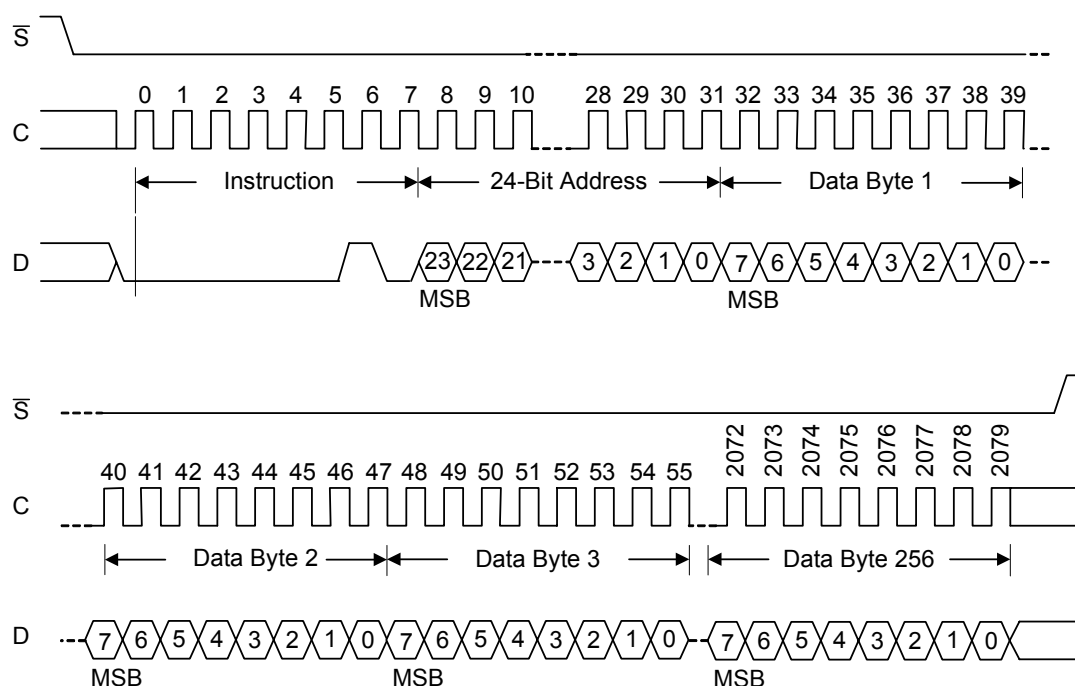 S
0 1 2 3 4 5 6 7 8 9 10 28 29 30 31 32 33 34 35 36 37 38 39
C
Instruction 24-Bit Address Data Byte 1
D 23 22 21 3 2 1 0 7 6 5 4 3 2 1 0
MSB MSB
S
2072 2073 2074 2075 2076 2077 2078 2079
40 41 42 43 44 45 46 47 48 49 50 51 52 53 54 55
C
Data Byte 2 Data Byte 3 Data Byte 256
D 7 6 5 4 3 2 1 0 7 6 5 4 3 2 1 0 7 6 5 4 3 2 1 0
MSB MSB MSB